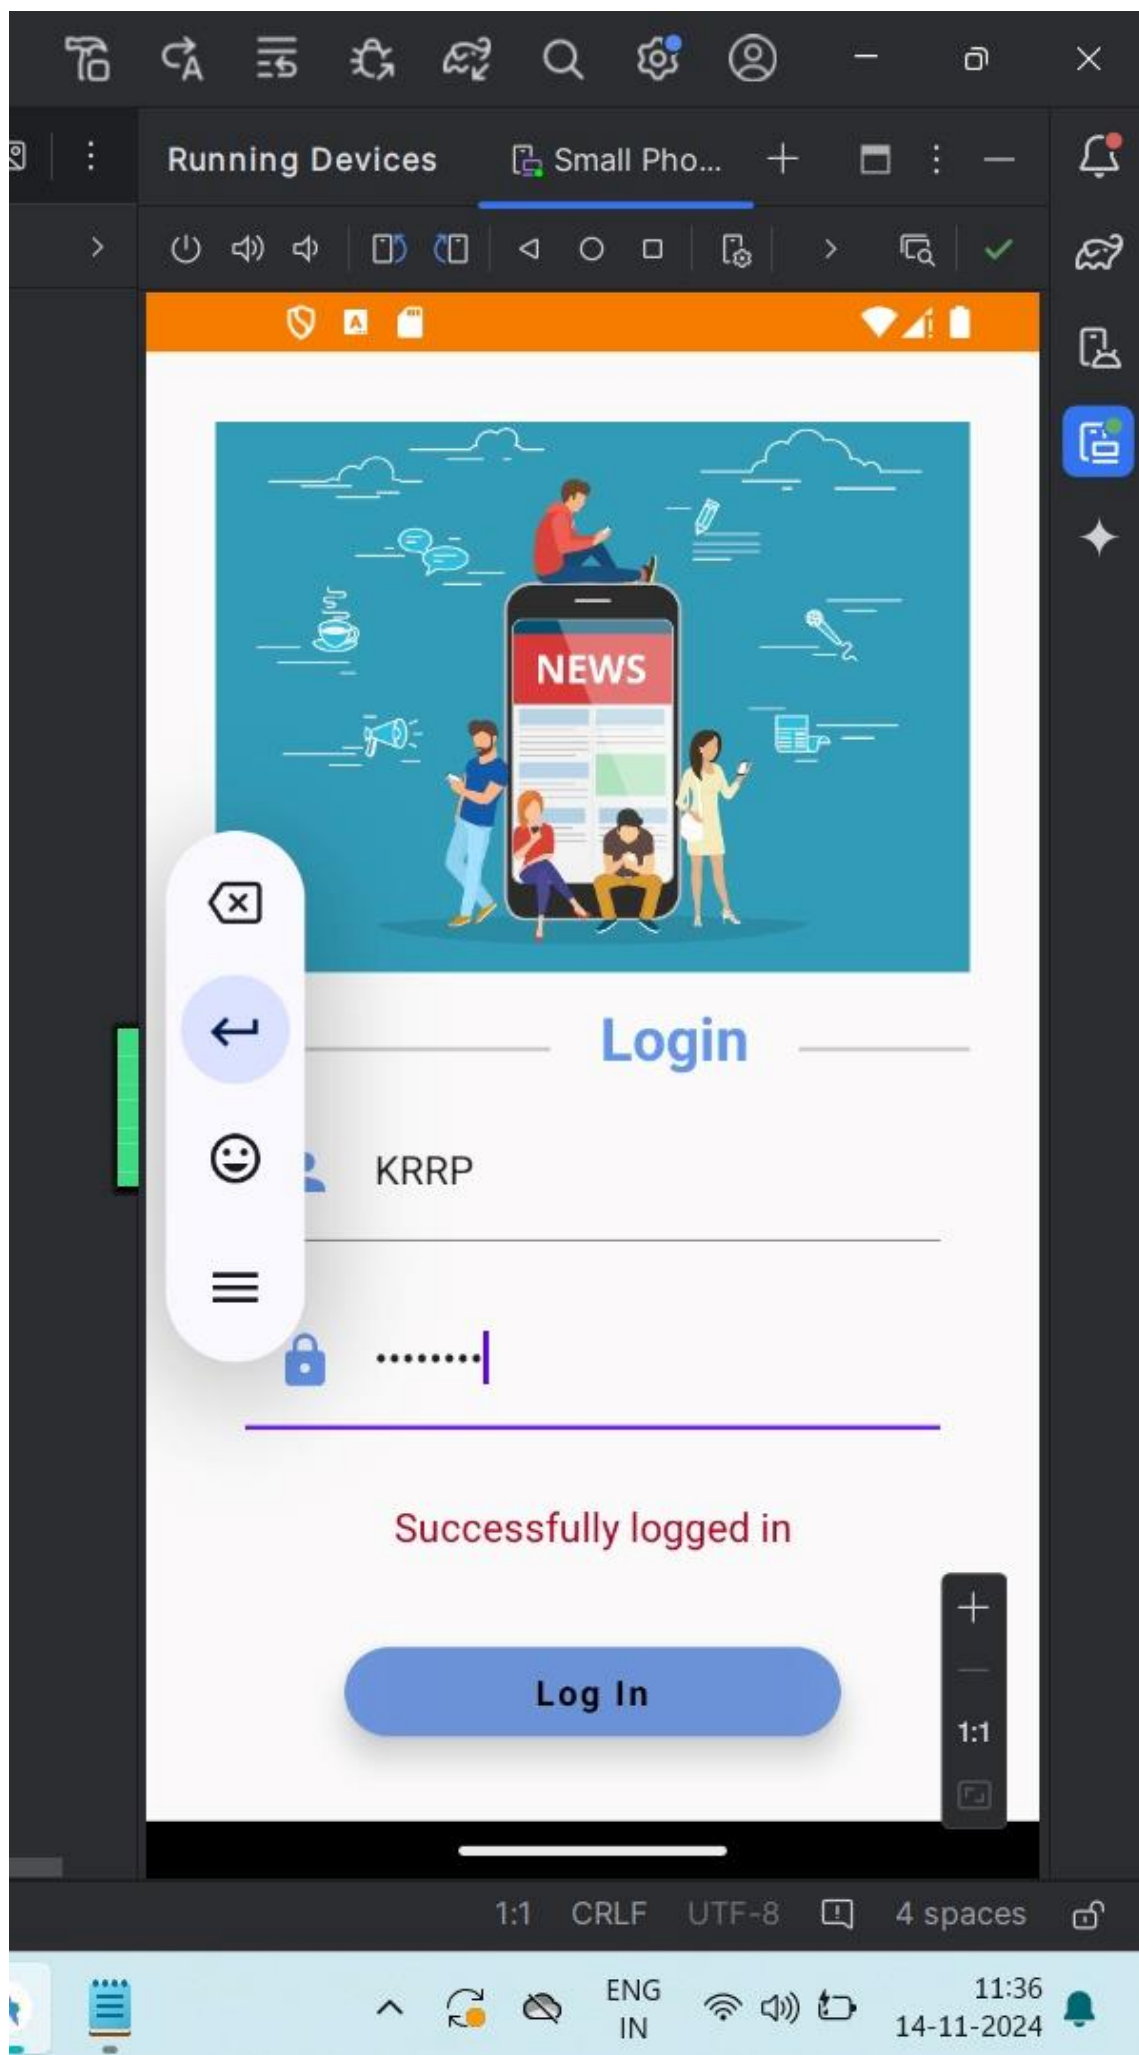 Running Devices
Small Pho...
NEWS
Login
KRRP
••••••••
Successfully logged in
Log In
1:1
1:1 CRLF UTF-8 4 spaces
ENG
IN
11:36
14-11-2024